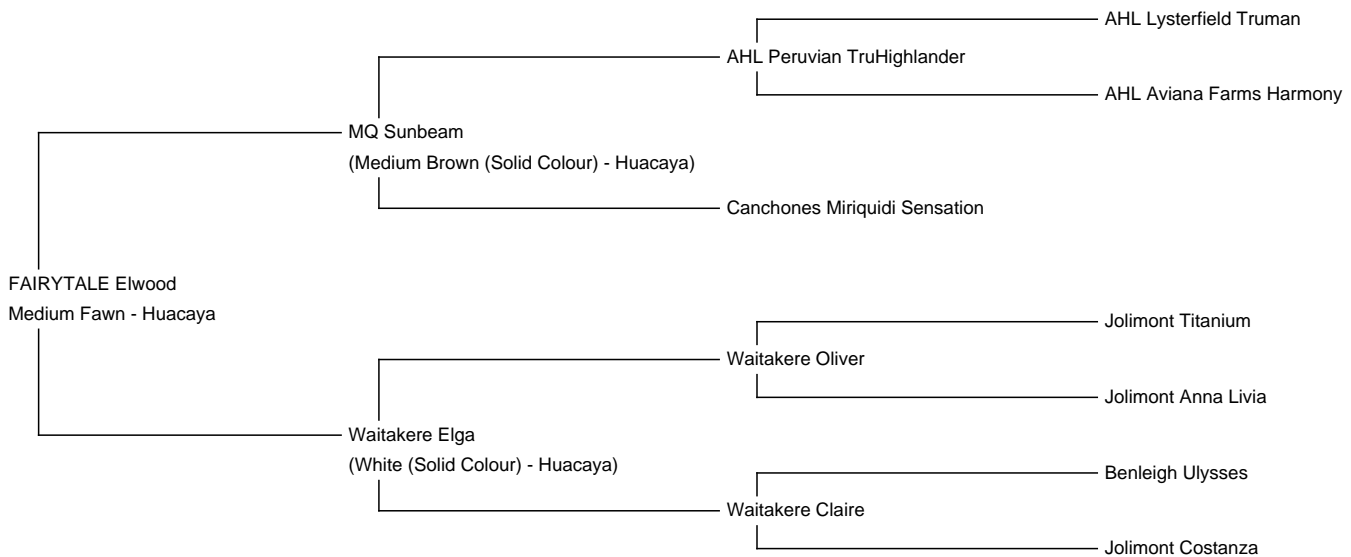 AHL Lysterfield Truman
AHL Peruvian TruHighlander
AHL Aviana Farms Harmony
MQ Sunbeam
(Medium Brown (Solid Colour) - Huacaya)
Canchones Miriquidi Sensation
FAIRYTALE Elwood
Medium Fawn - Huacaya
Jolimont Titanium
Waitakere Oliver
Jolimont Anna Livia
Waitakere Elga
(White (Solid Colour) - Huacaya)
Benleigh Ulysses
Waitakere Claire
Jolimont Costanza